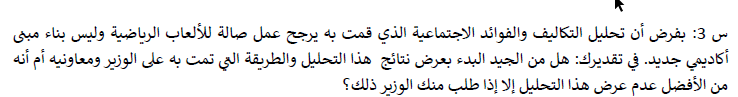 س 3: بفرض أن تحليل التكاليف والفوائد الاجتماعية الذي قمت به يرجح عمل صالة للألعاب الرياضية وليس بناء مبنى
أكاديمي جديد. في تقديرك: هل من الجيد البدء بعرض نتائج هذا التحليل والطريقة التي تمت به على الوزير ومعاونيه أم أنه
من الأفضل عدم عرض هذا التحليل إلا إذا طلب منك الوزير ذلك؟